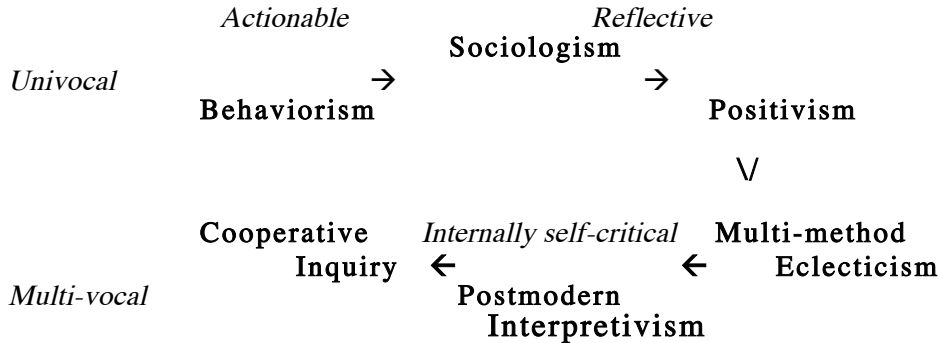 Actionable Reflective
Sociologism
Univocal → →
Behaviorism Positivism
\/
Cooperative Internally self-critical Multi-method
Inquiry ← ← Eclecticism
Multi-vocal Postmodern
Interpretivism